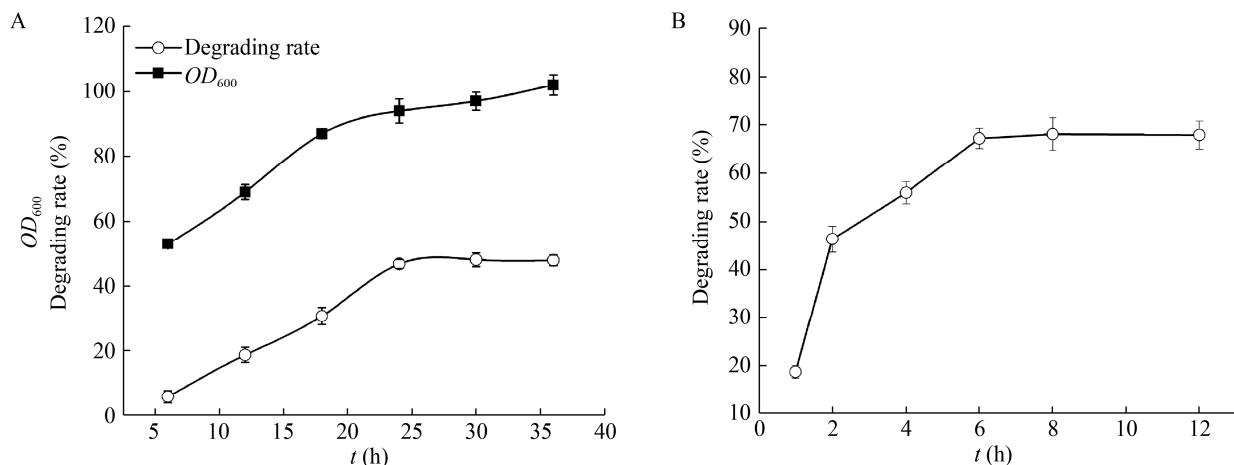 A
120
100
80
60
40
20
0
OD600
Degrading rate (%)
Degrading rate
OD600
5 10 15 20 25 30 35 40
t (h)
B
90
80
70
60
50
40
30
20
10
Degrading rate (%)
0 2 4 6 8 10 12
t (h)